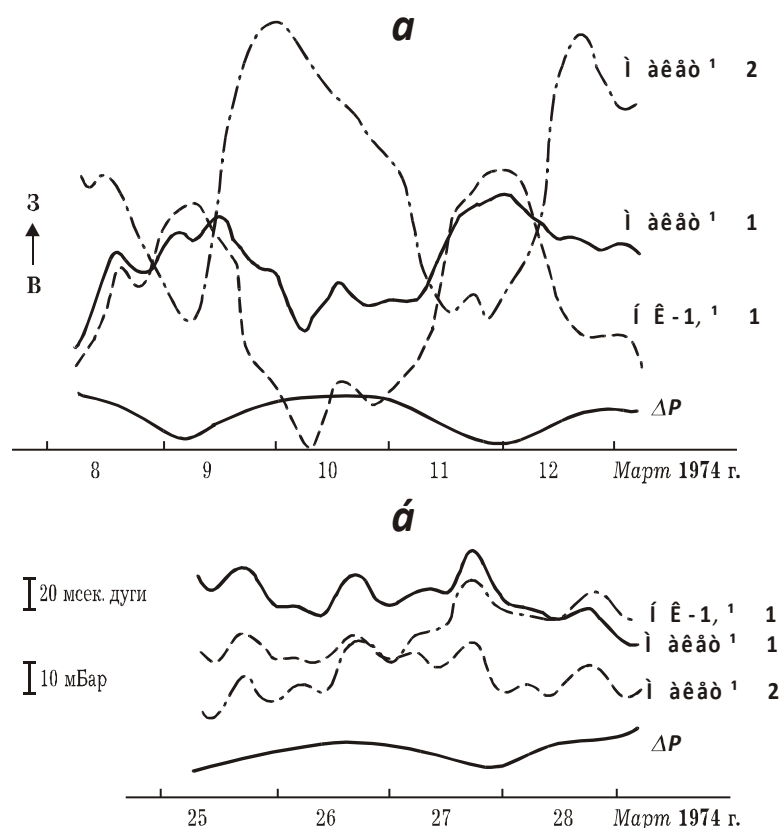 а
Ì àêåò ¹ 2
З
В
Ì àêåò ¹ 1
Í Ê-1, ¹ 1
ΔP
8 9 10 11 12 Март 1974 г.
á
20 мсек. дуги
Í Ê-1, ¹ 1
Ì àêåò ¹ 1
10 мБар
Ì àêåò ¹ 2
ΔP
25 26 27 28 Март 1974 г.